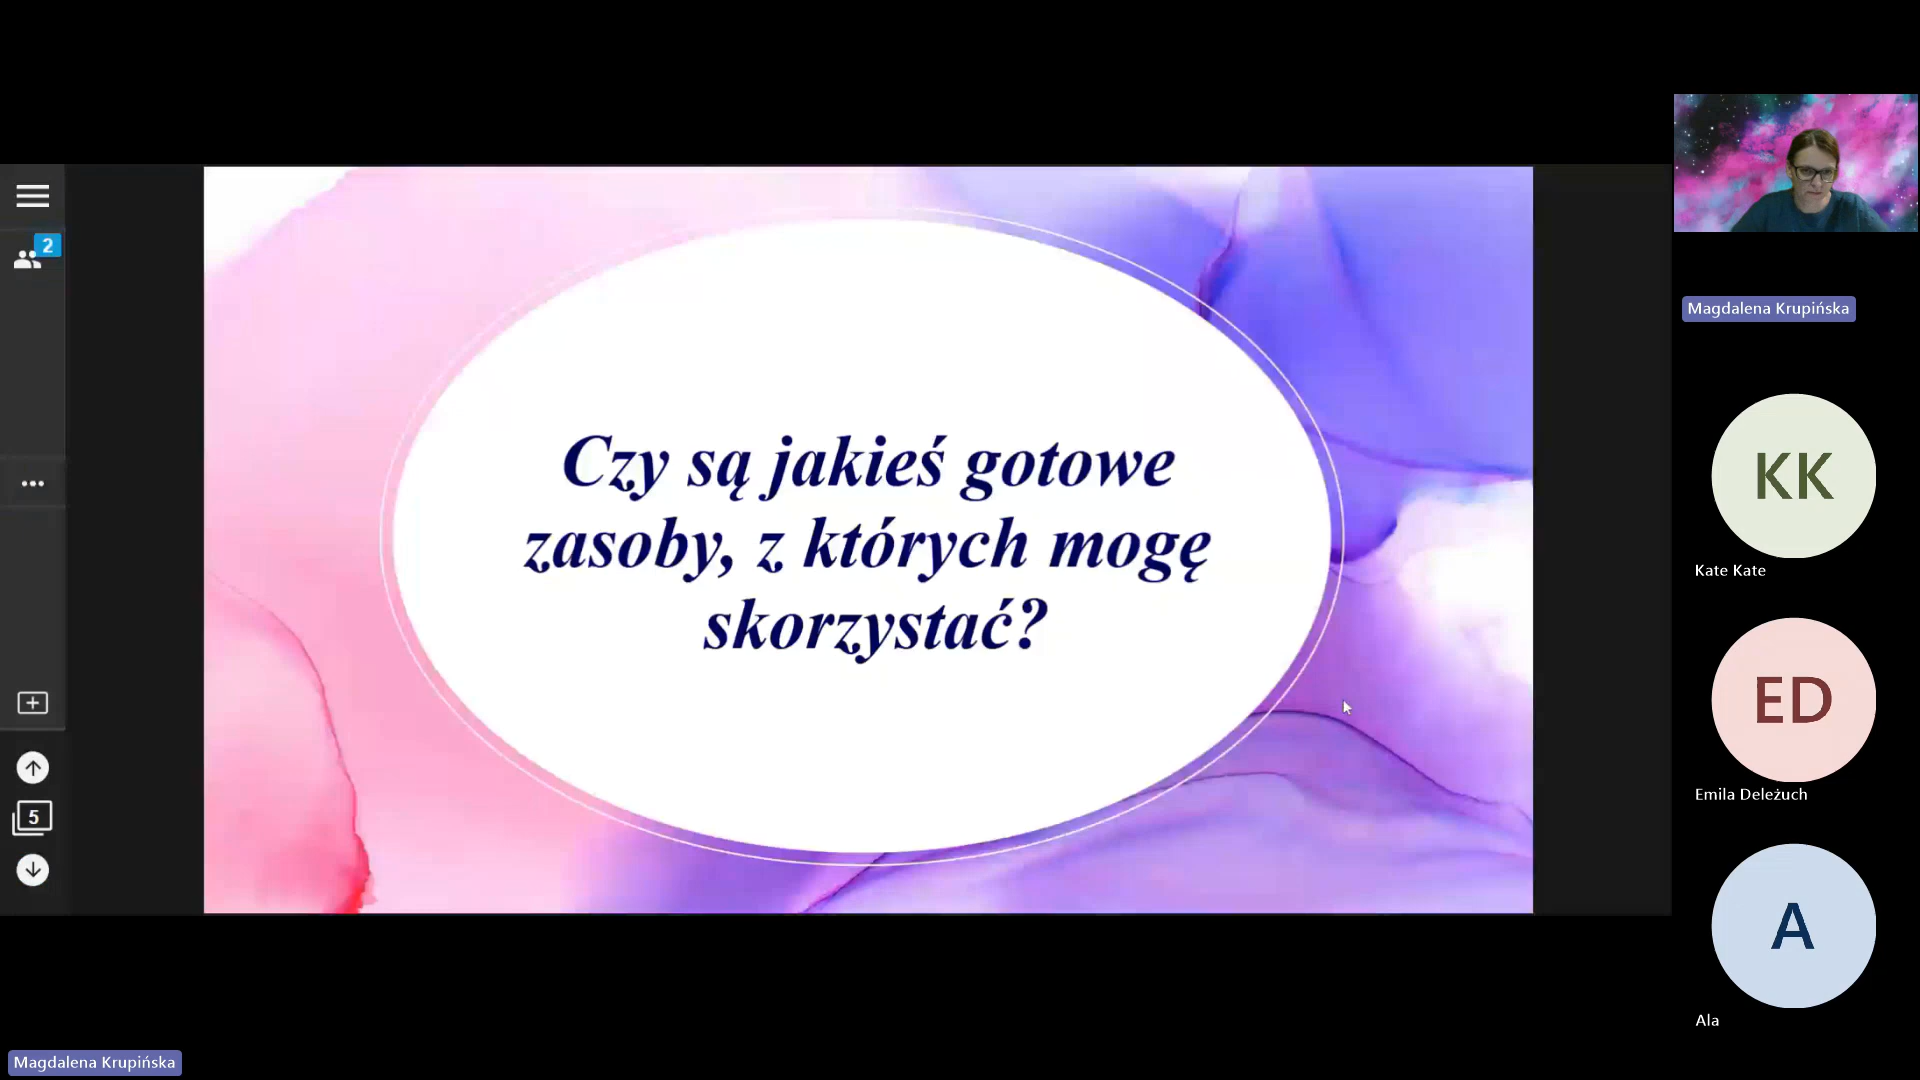 2
Czy są jakieś gotowe
zasoby, z których mogę
skorzystać?
5
Magdalena Krupińska
KK
Kate Kate
ED
Emila Deleżuch
A
Ala
Magdalena Krupińska